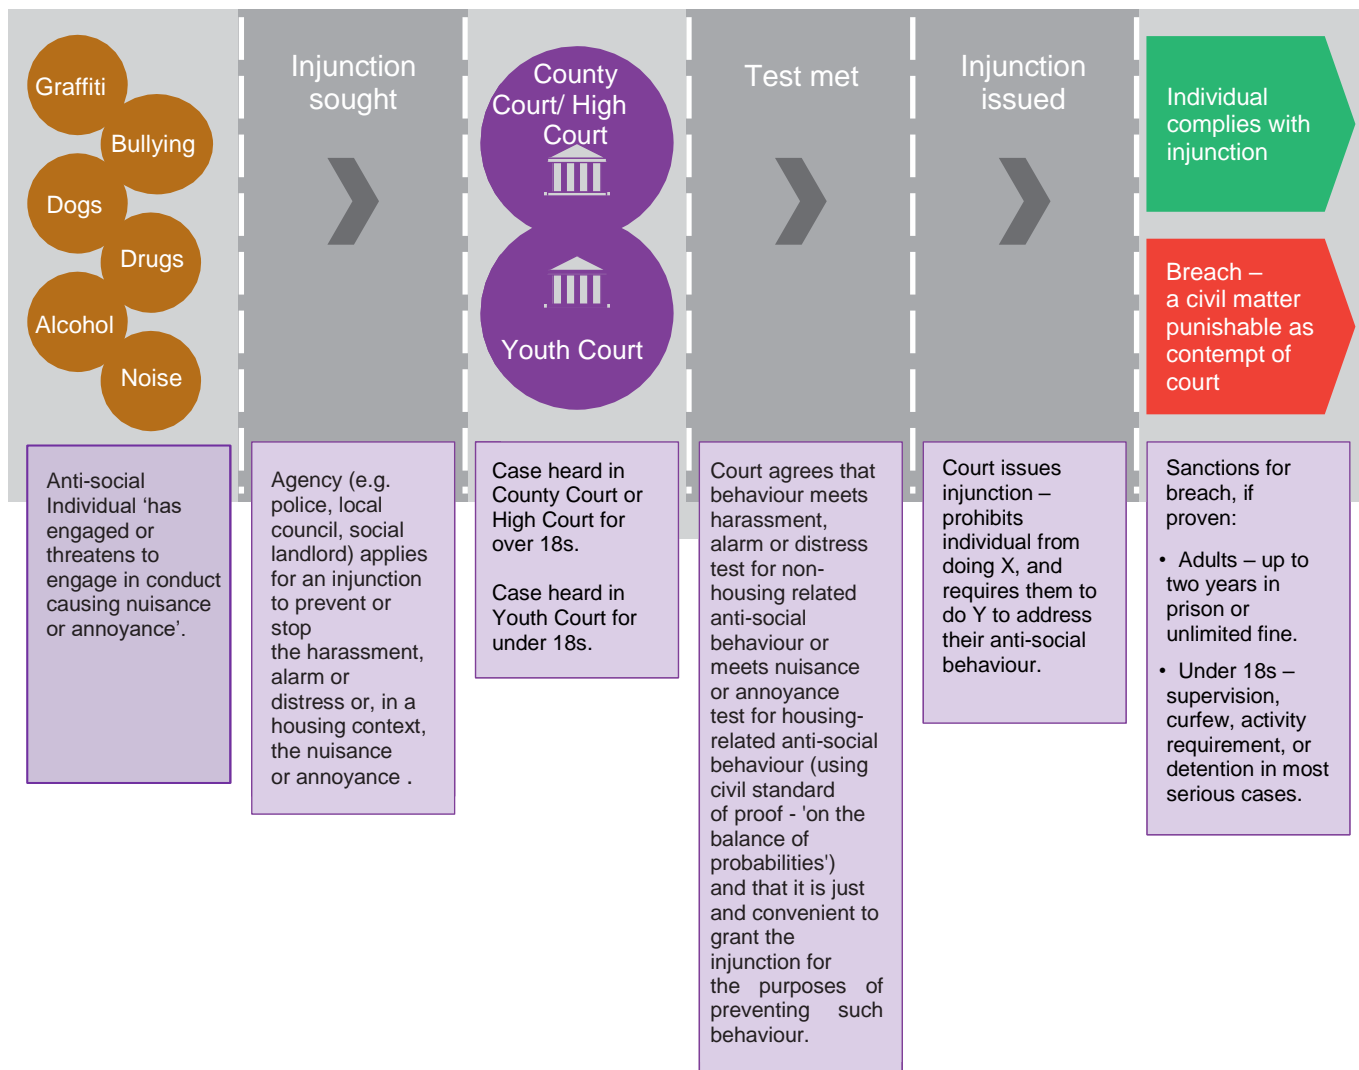 Graffiti
Bullying
Dogs
Drugs
Alcohol
Noise
Injunction
sought
County
Court/ High
Court
Youth Court
Test met
Injunction
issued
Individual
complies with
injunction
Breach –
a civil matter
punishable as
contempt of
court
Anti-social
Individual ‘has
engaged or
threatens to
engage in conduct
causing nuisance
or annoyance’.
Agency (e.g.
police, local
council, social
landlord) applies
for an injunction
to prevent or
stop
the harassment,
alarm or
distress or, in a
housing context,
the nuisance
or annoyance .
Case heard in
County Court or
High Court for
over 18s.
Case heard in
Youth Court for
under 18s.
Court agrees that
behaviour meets
harassment,
alarm or distress
test for non-
housing related
anti-social
behaviour or
meets nuisance
or annoyance
test for housing-
related anti-social
behaviour (using
civil standard
of proof - 'on the
balance of
probabilities')
and that it is just
and convenient to
grant the
injunction for
the purposes of
preventing such
behaviour.
Court issues
injunction –
prohibits
individual from
doing X, and
requires them to
do Y to address
their anti-social
behaviour.
Sanctions for
breach, if
proven:
• Adults – up to
two years in
prison or
unlimited fine.
• Under 18s –
supervision,
curfew, activity
requirement, or
detention in most
serious cases.